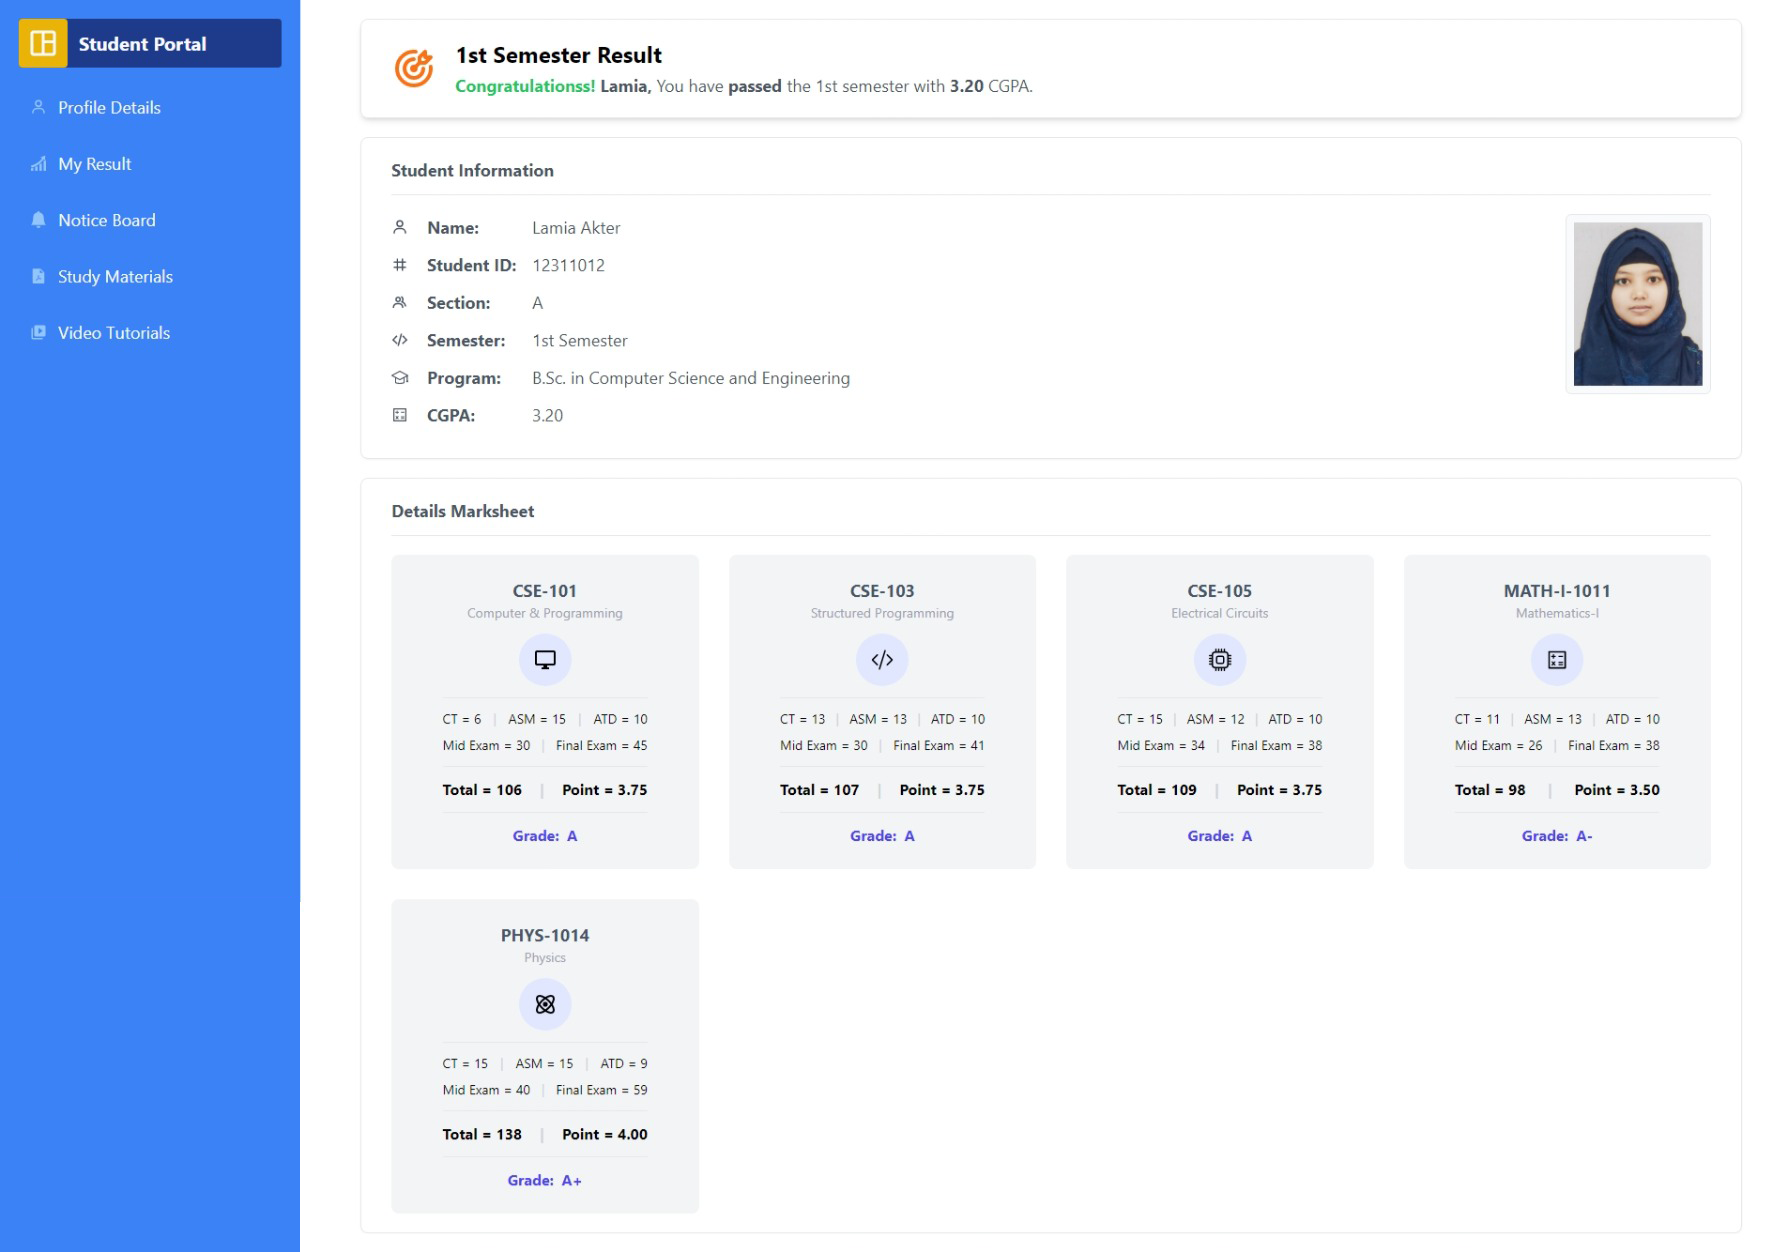 Student Portal
Profile Details
My Result
Notice Board
Study Materials
Video Tutorials
1st Semester Result
Congratulationss! Lamia, You have passed the 1st semester with 3.20 CGPA.
Student Information
Name: Lamia Akter
Student ID: 12311012
Section: A
Semester: 1st Semester
Program: B.Sc. in Computer Science and Engineering
CGPA: 3.20
Details Marksheet
CSE-101
Computer & Programming
CT = 6 | ASM = 15 | ATD = 10
Mid Exam = 30 | Final Exam = 45
Total = 106 | Point = 3.75
Grade: A
CSE-103
Structured Programming
CT = 13 | ASM = 13 | ATD = 10
Mid Exam = 30 | Final Exam = 41
Total = 107 | Point = 3.75
Grade: A
CSE-105
Electrical Circuits
CT = 15 | ASM = 12 | ATD = 10
Mid Exam = 34 | Final Exam = 38
Total = 109 | Point = 3.75
Grade: A
MATH-I-1011
Mathematics-I
CT = 11 | ASM = 13 | ATD = 10
Mid Exam = 26 | Final Exam = 38
Total = 98 | Point = 3.50
Grade: A-
PHYS-1014
Physics
CT = 15 | ASM = 15 | ATD = 9
Mid Exam = 40 | Final Exam = 59
Total = 138 | Point = 4.00
Grade: A+